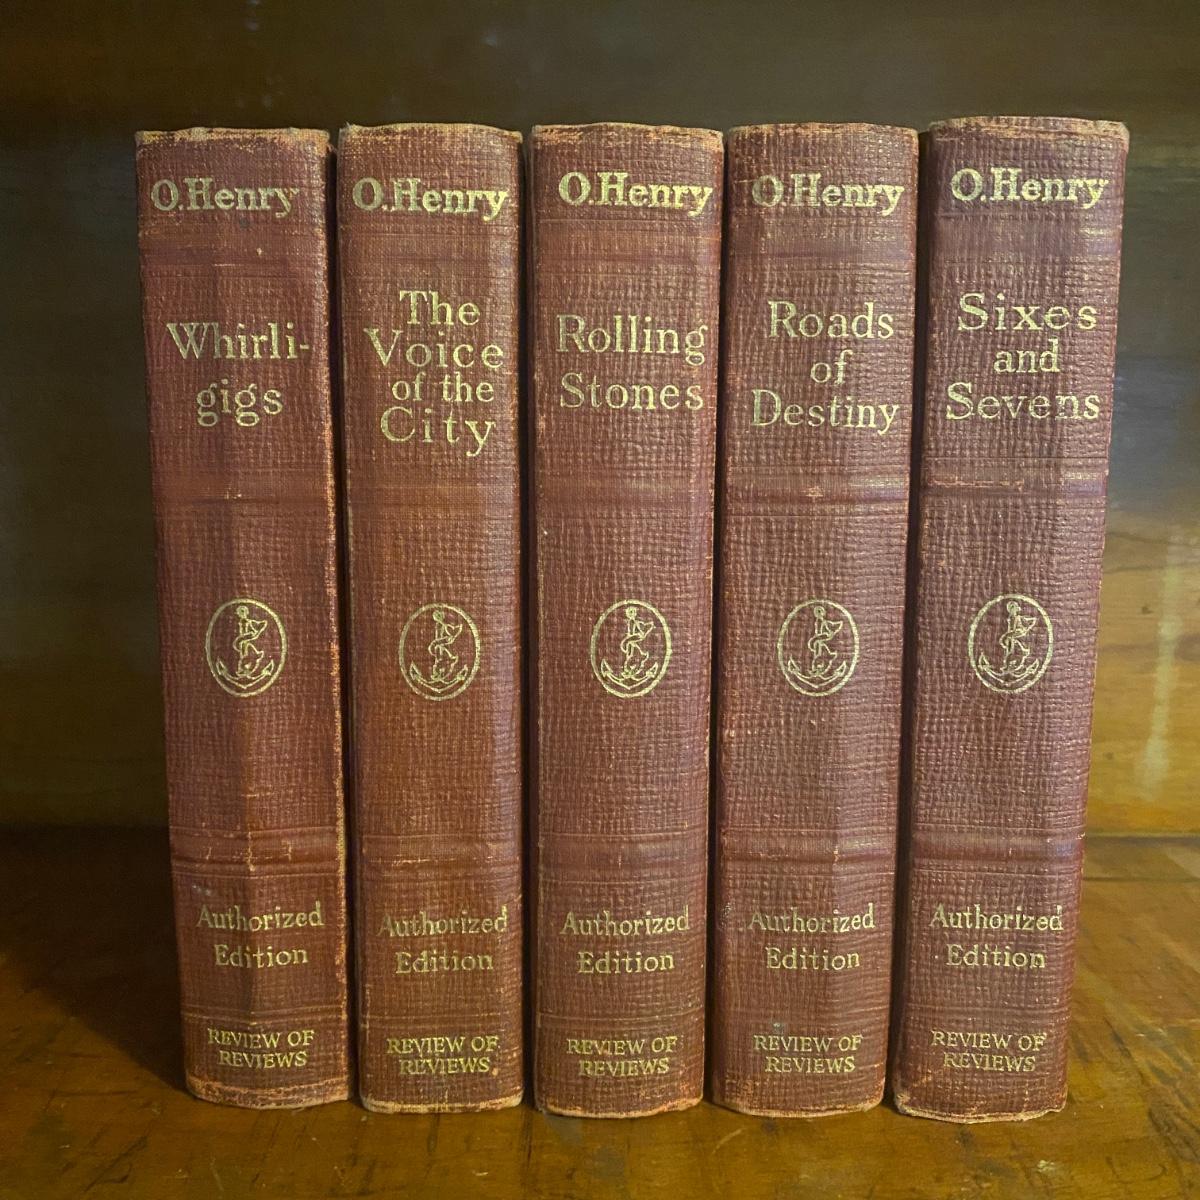 O.Henry
Whirli-
gigs
Authorized
Edition
REVIEW OF
REVIEWS
O.Henry
The
Voice
of the
City
Authorized
Edition
REVIEW OF
REVIEWS
O.Henry
Rolling
Stones
Authorized
Edition
REVIEW OF
REVIEWS
O.Henry
Roads
of
Destiny
Authorized
Edition
REVIEW OF
REVIEWS
O.Henry
Sixes
and
Sevens
Authorized
Edition
REVIEW OF
REVIEWS